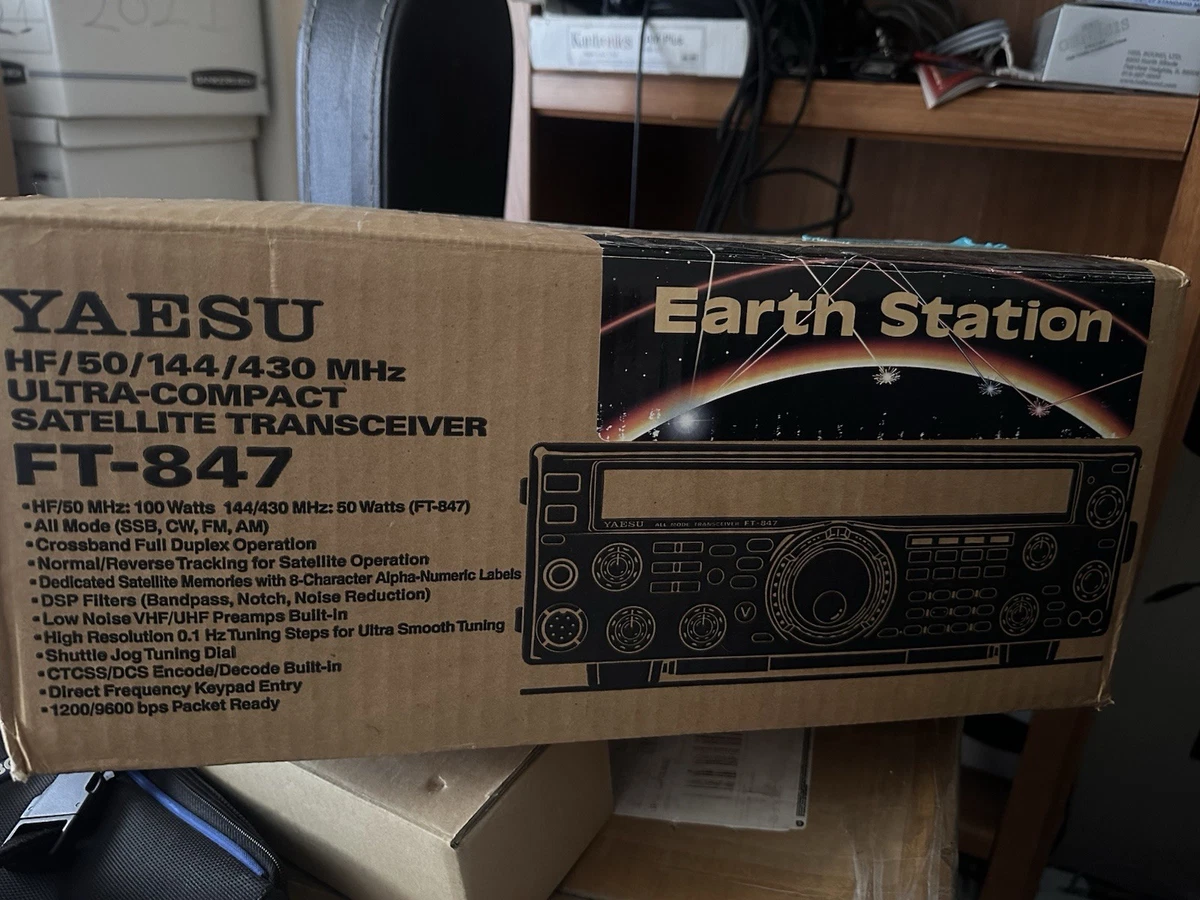 Kantronics
YAESU
HF/50/144/430 MHz
ULTRA-COMPACT
SATELLITE TRANSCEIVER
FT-847
▪HF/50 MHz: 100 Watts 144/430 MHz: 50 Watts (FT-847)
▪All Mode (SSB, CW, FM, AM)
▪Crossband Full Duplex Operation
▪Normal/Reverse Tracking for Satellite Operation
▪Dedicated Satellite Memories with 8-Character Alpha-Numeric Labels
▪DSP Filters (Bandpass, Notch, Noise Reduction)
▪Low Noise VHF/UHF Preamps Built-In
▪High Resolution 0.1 Hz Tuning Steps for Ultra Smooth Tuning
▪Shuttle Jog Tuning Dial
▪CTCSS/DCS Encode/Decode Built-in
▪Direct Frequency Keypad Entry
▪1200/9600 bps Packet Ready
Earth Station
YAESU ALL MODE TRANSCEIVER FT-847
V